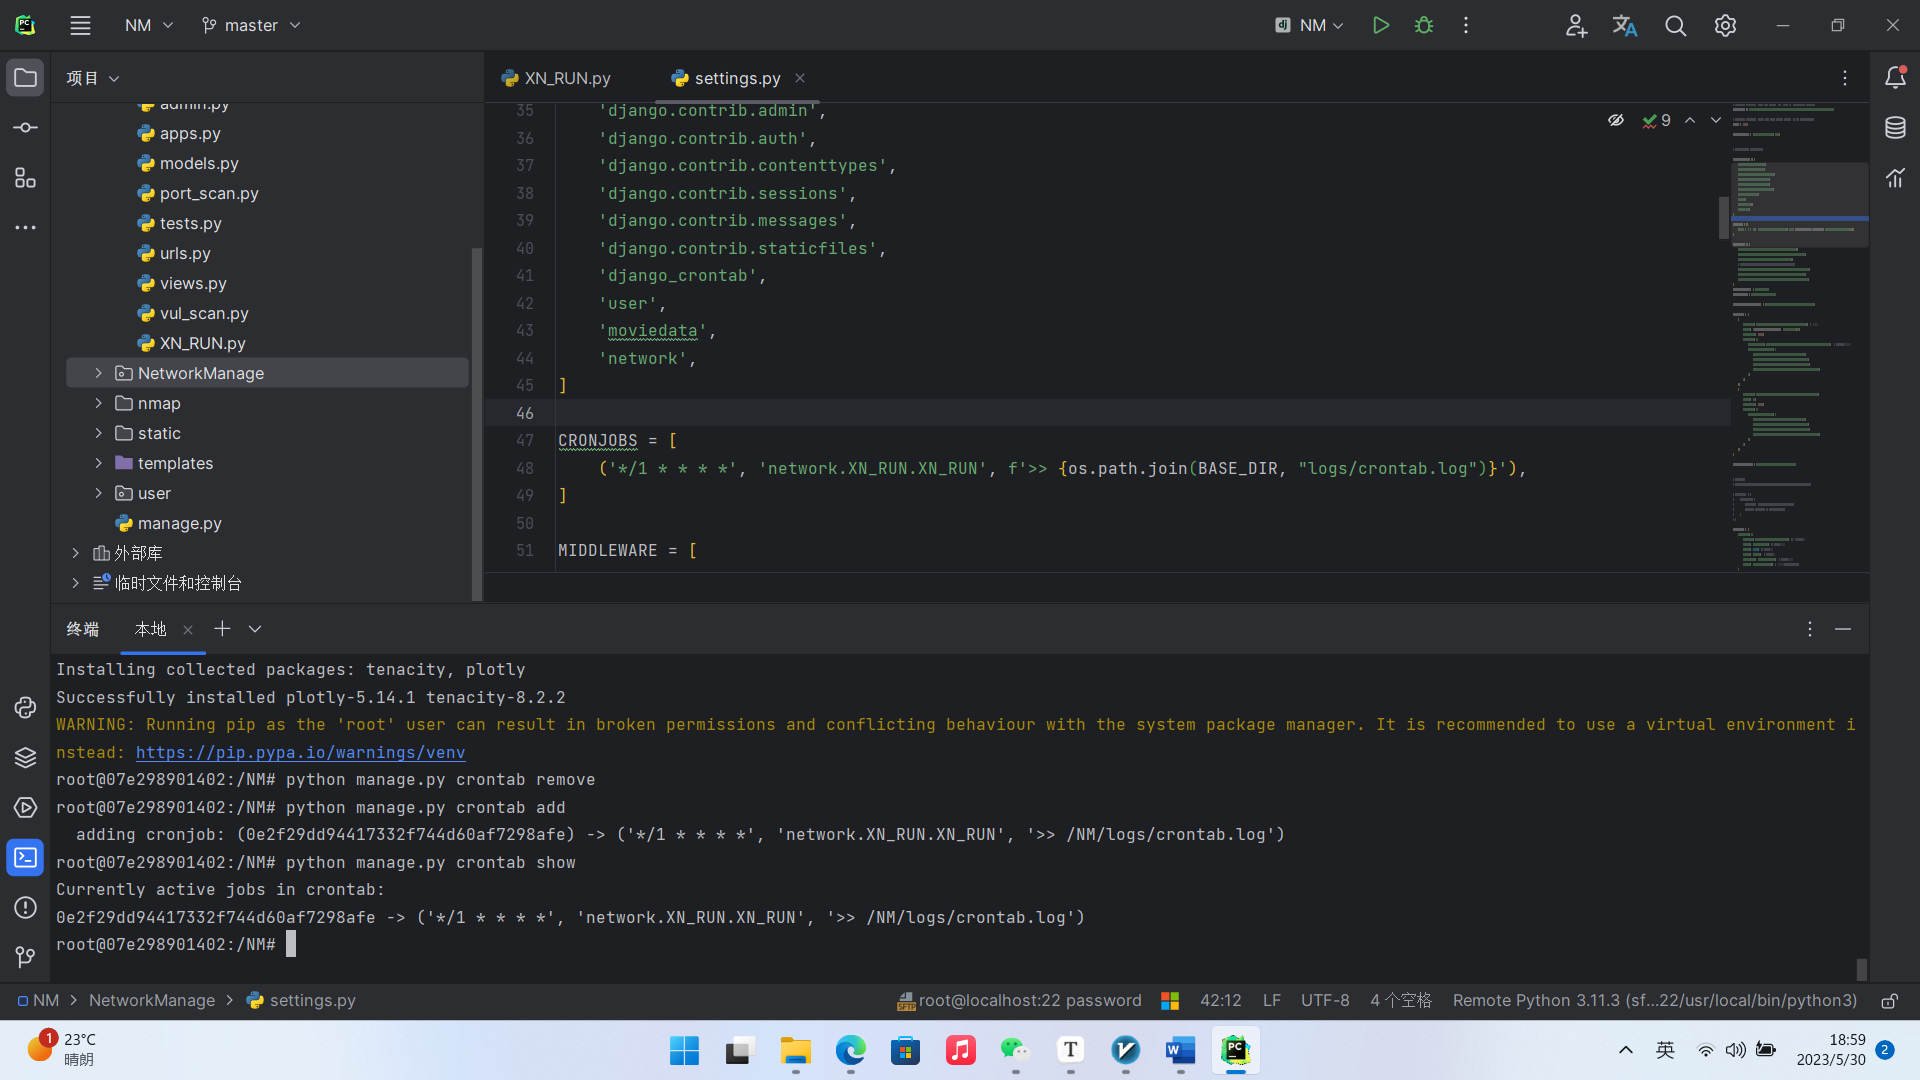 NM
master
NM
项目
XN_RUN.py
settings.py
admin.py
apps.py
models.py
port_scan.py
tests.py
urls.py
views.py
vul_scan.py
XN_RUN.py
NetworkManage
nmap
static
templates
user
manage.py
外部库
临时文件和控制台
35 'django.contrib.admin',
36 'django.contrib.auth',
37 'django.contrib.contenttypes',
38 'django.contrib.sessions',
39 'django.contrib.messages',
40 'django.contrib.staticfiles',
41 'django_crontab',
42 'user',
43 'moviedata',
44 'network',
45 ]
46
47 CRONJOBS = [
48 ('*/1 * * * *', 'network.XN_RUN.XN_RUN', f'>> {os.path.join(BASE_DIR, "logs/crontab.log")}'),
49 ]
50
51 MIDDLEWARE = [
9
终端 本地
Installing collected packages: tenacity, plotly
Successfully installed plotly-5.14.1 tenacity-8.2.2
WARNING: Running pip as the 'root' user can result in broken permissions and conflicting behaviour with the system package manager. It is recommended to use a virtual environment i
nstead: https://pip.pypa.io/warnings/venv
root@07e298901402:/NM# python manage.py crontab remove
root@07e298901402:/NM# python manage.py crontab add
adding cronjob: (0e2f29dd94417332f744d60af7298afe) -> ('*/1 * * * *', 'network.XN_RUN.XN_RUN', '>> /NM/logs/crontab.log')
root@07e298901402:/NM# python manage.py crontab show
Currently active jobs in crontab:
0e2f29dd94417332f744d60af7298afe -> ('*/1 * * * *', 'network.XN_RUN.XN_RUN', '>> /NM/logs/crontab.log')
root@07e298901402:/NM#
NM > NetworkManage > settings.py
root@localhost:22 password
42:12 LF UTF-8 4 个空格 Remote Python 3.11.3 (sf...22/usr/local/bin/python3)
1
23°C
晴朗
英
18:59
2023/5/30
2